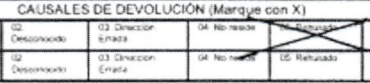 CAUSALES DE DEVOLUCIÓN (Marque con X)
02 Desconocido 03 Dirección Errada 04 No reside 05 Rehusado
02 Desconocido 03 Dirección Errada 04 No reside 05 Rehusado